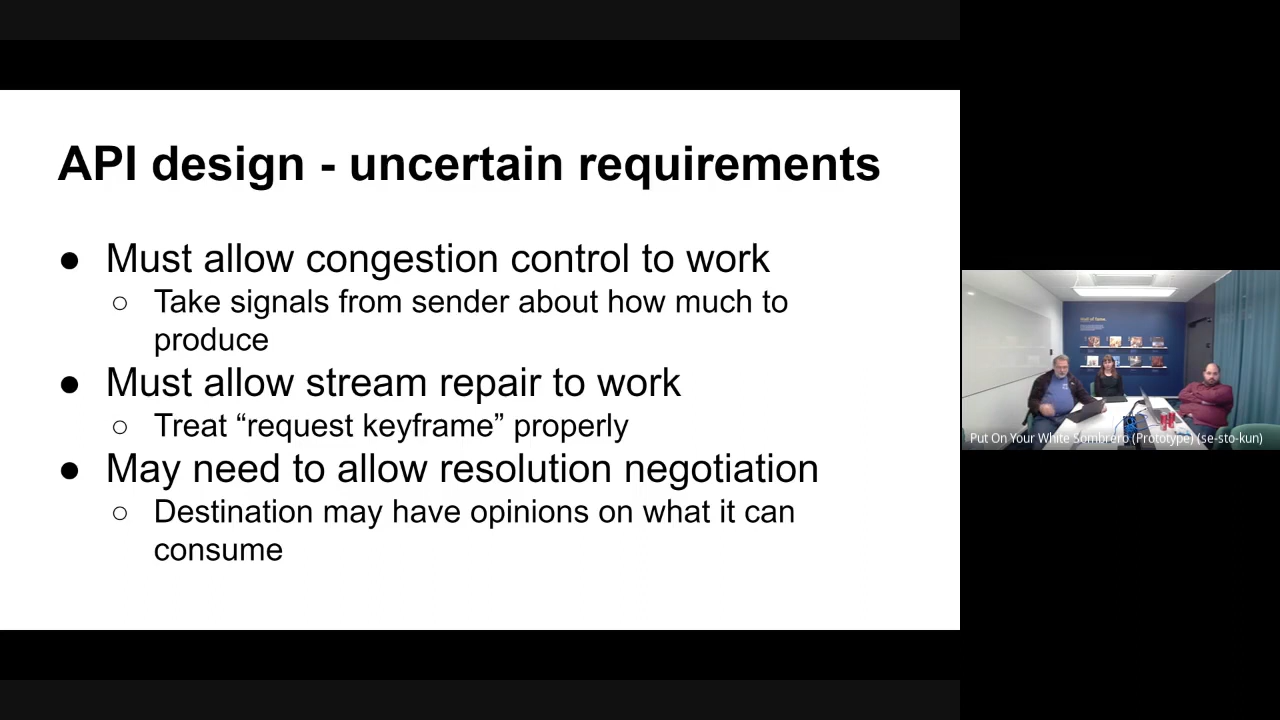 API design - uncertain requirements
● Must allow congestion control to work
○ Take signals from sender about how much to
produce
● Must allow stream repair to work
○ Treat “request keyframe” properly
● May need to allow resolution negotiation
○ Destination may have opinions on what it can
consume
Put On Your White Sombrero (Prototype) (se-sto-kun)